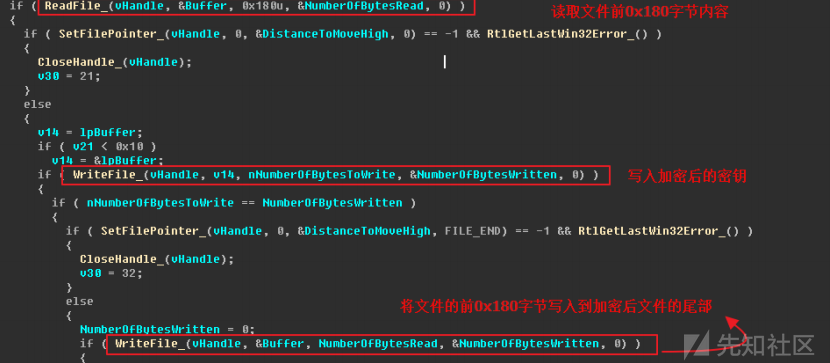 if ( ReadFile_(vHandle, &Buffer, 0x180u, &NumberOfBytesRead, 0) ) 读取文件前0x180字节内容
{
if ( SetFilePointer_(vHandle, 0, &DistanceToMoveHigh, 0) == -1 && RtlGetLastWin32Error_() )
{
CloseHandle_(vHandle);
v30 = 21;
}
else
{
v14 = lpBuffer;
if ( v21 < 0x10 )
v14 = &lpBuffer;
if ( WriteFile_(vHandle, v14, nNumberOfBytesToWrite, &NumberOfBytesWritten, 0) ) 写入加密后的密钥
{
if ( nNumberOfBytesToWrite == NumberOfBytesWritten )
{
if ( SetFilePointer_(vHandle, 0, &DistanceToMoveHigh, FILE_END) == -1 && RtlGetLastWin32Error_() )
{
CloseHandle_(vHandle);
v30 = 32;
}
else
将文件的前0x180字节写入到加密后文件的尾部
{
NumberOfBytesWritten = 0;
if ( WriteFile_(vHandle, &Buffer, NumberOfBytesRead, &NumberOfBytesWritten, 0) )
{
先知社区